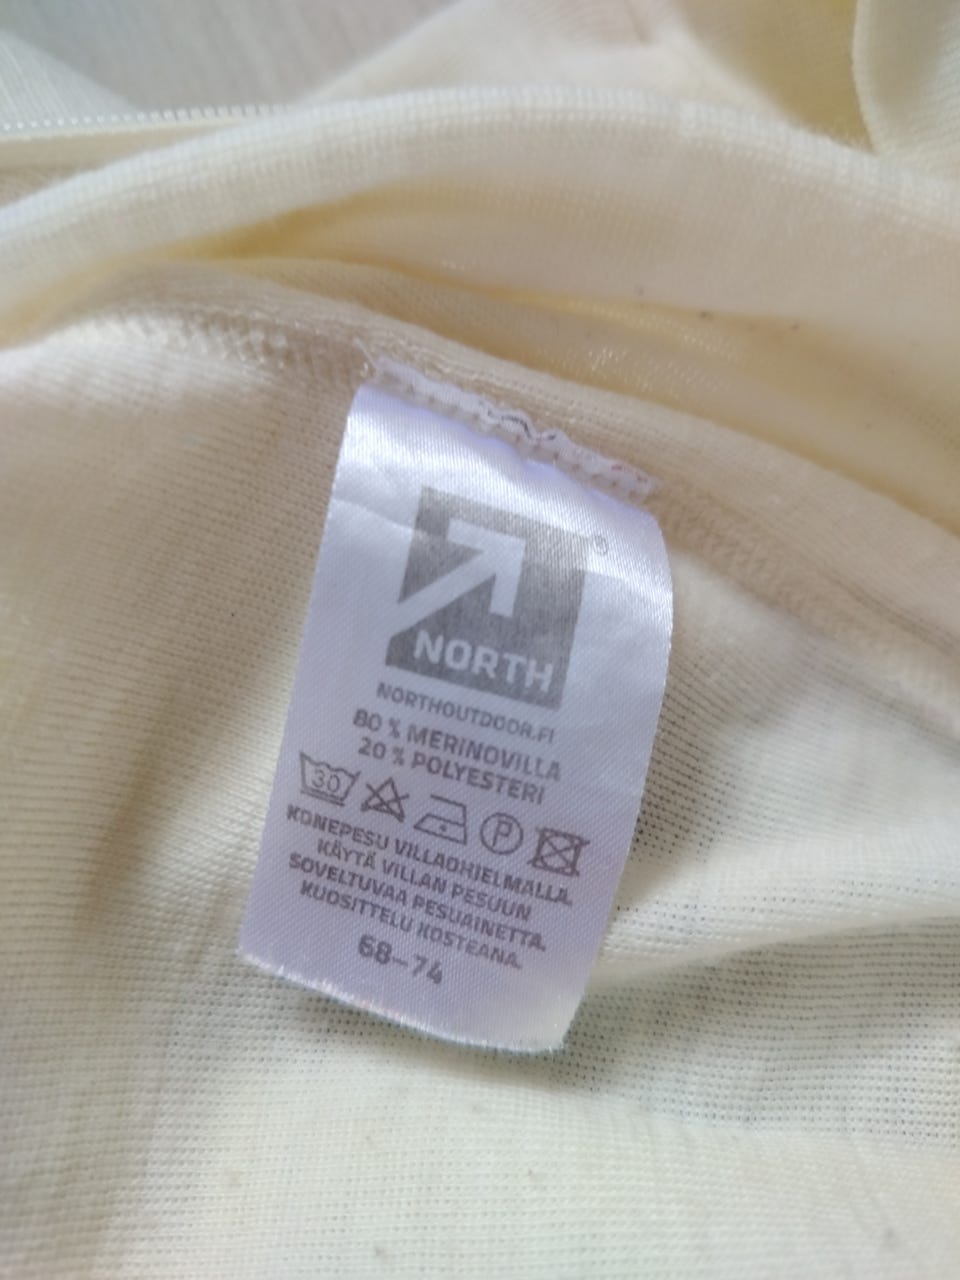 ®
NORTH
NORTHOUTDOOR.FI
80 % MERINOVILLA
20 % POLYESTERI
30 P
KONEPESU VILLAOHJELMALLA.
KÄYTÄ VILLAN PESUUN
SOVELTUVAA PESUAINETTA.
KUOSITTELU KOSTEANA.
68–74